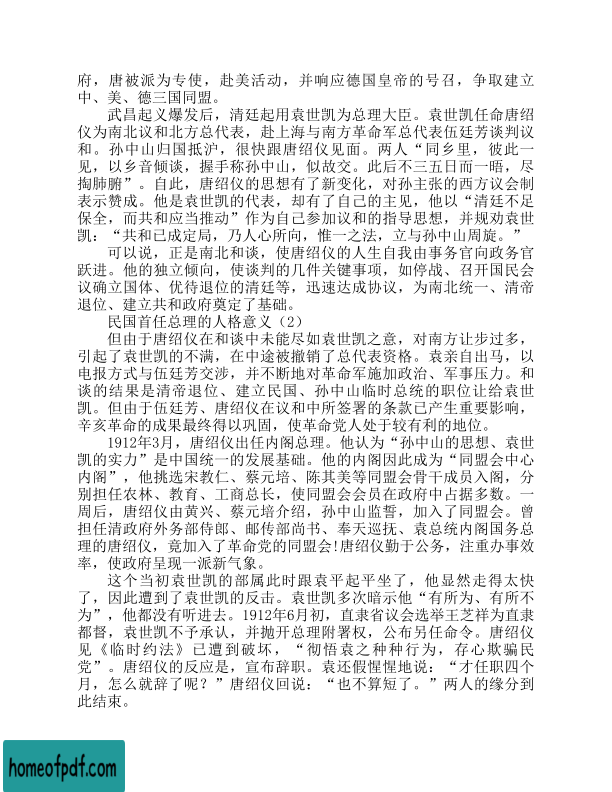 府，唐被派为专使，赴美活动，并响应德国皇帝的号召，争取建立
中、美、德三国同盟。
武昌起义爆发后，清廷起用袁世凯为总理大臣。袁世凯任命唐绍
仪为南北议和北方总代表，赴上海与南方革命军总代表伍廷芳谈判议
和。孙中山归国抵沪，很快跟唐绍仪见面。两人“同乡里，彼此一
见，以乡音倾谈，握手称孙中山，似故交。此后不三五日而一晤，尽
掏肺腑”。自此，唐绍仪的思想有了新变化，对孙主张的西方议会制
表示赞成。他是袁世凯的代表，却有了自己的主见，他以“清廷不足
保全，而共和应当推动”作为自己参加议和的指导思想，并规劝袁世
凯：“共和已成定局，乃人心所向，惟一之法，立与孙中山周旋。”
可以说，正是南北和谈，使唐绍仪的人生自我由事务官向政务官
跃进。他的独立倾向，使谈判的几件关键事项，如停战、召开国民会
议确立国体、优待退位的清廷等，迅速达成协议，为南北统一、清帝
退位、建立共和政府奠定了基础。
民国首任总理的人格意义（2）
但由于唐绍仪在和谈中未能尽如袁世凯之意，对南方让步过多，
引起了袁世凯的不满，在中途被撤销了总代表资格。袁亲自出马，以
电报方式与伍廷芳交涉，并不断地对革命军施加政治、军事压力。和
谈的结果是清帝退位、建立民国、孙中山临时总统的职位让给袁世
凯。但由于伍廷芳、唐绍仪在议和中所签署的条款已产生重要影响，
辛亥革命的成果最终得以巩固，使革命党人处于较有利的地位。
1912年3月，唐绍仪出任内阁总理。他认为“孙中山的思想、袁世
凯的实力”是中国统一的发展基础。他的内阁因此成为“同盟会中心
内阁”，他挑选宋教仁、蔡元培、陈其美等同盟会骨干成员入阁，分
别担任农林、教育、工商总长，使同盟会会员在政府中占据多数。一
周后，唐绍仪由黄兴、蔡元培介绍，孙中山监誓，加入了同盟会。曾
担任清政府外务部侍郎、邮传部尚书、奉天巡抚、袁总统内阁国务总
理的唐绍仪，竟加入了革命党的同盟会!唐绍仪勤于公务，注重办事效
率，使政府呈现一派新气象。
这个当初袁世凯的部属此时跟袁平起平坐了，他显然走得太快
了，因此遭到了袁世凯的反击。袁世凯多次暗示他“有所为、有所不
为”，他都没有听进去。1912年6月初，直隶省议会选举王芝祥为直隶
都督，袁世凯不予承认，并抛开总理附署权，公布另任命令。唐绍仪
见《临时约法》已遭到破坏，“彻悟袁之种种行为，存心欺骗民
党”。唐绍仪的反应是，宣布辞职。袁还假惺惺地说：“才任职四个
月，怎么就辞了呢？”唐绍仪回说：“也不算短了。”两人的缘分到
此结束。
homeofpdf.com